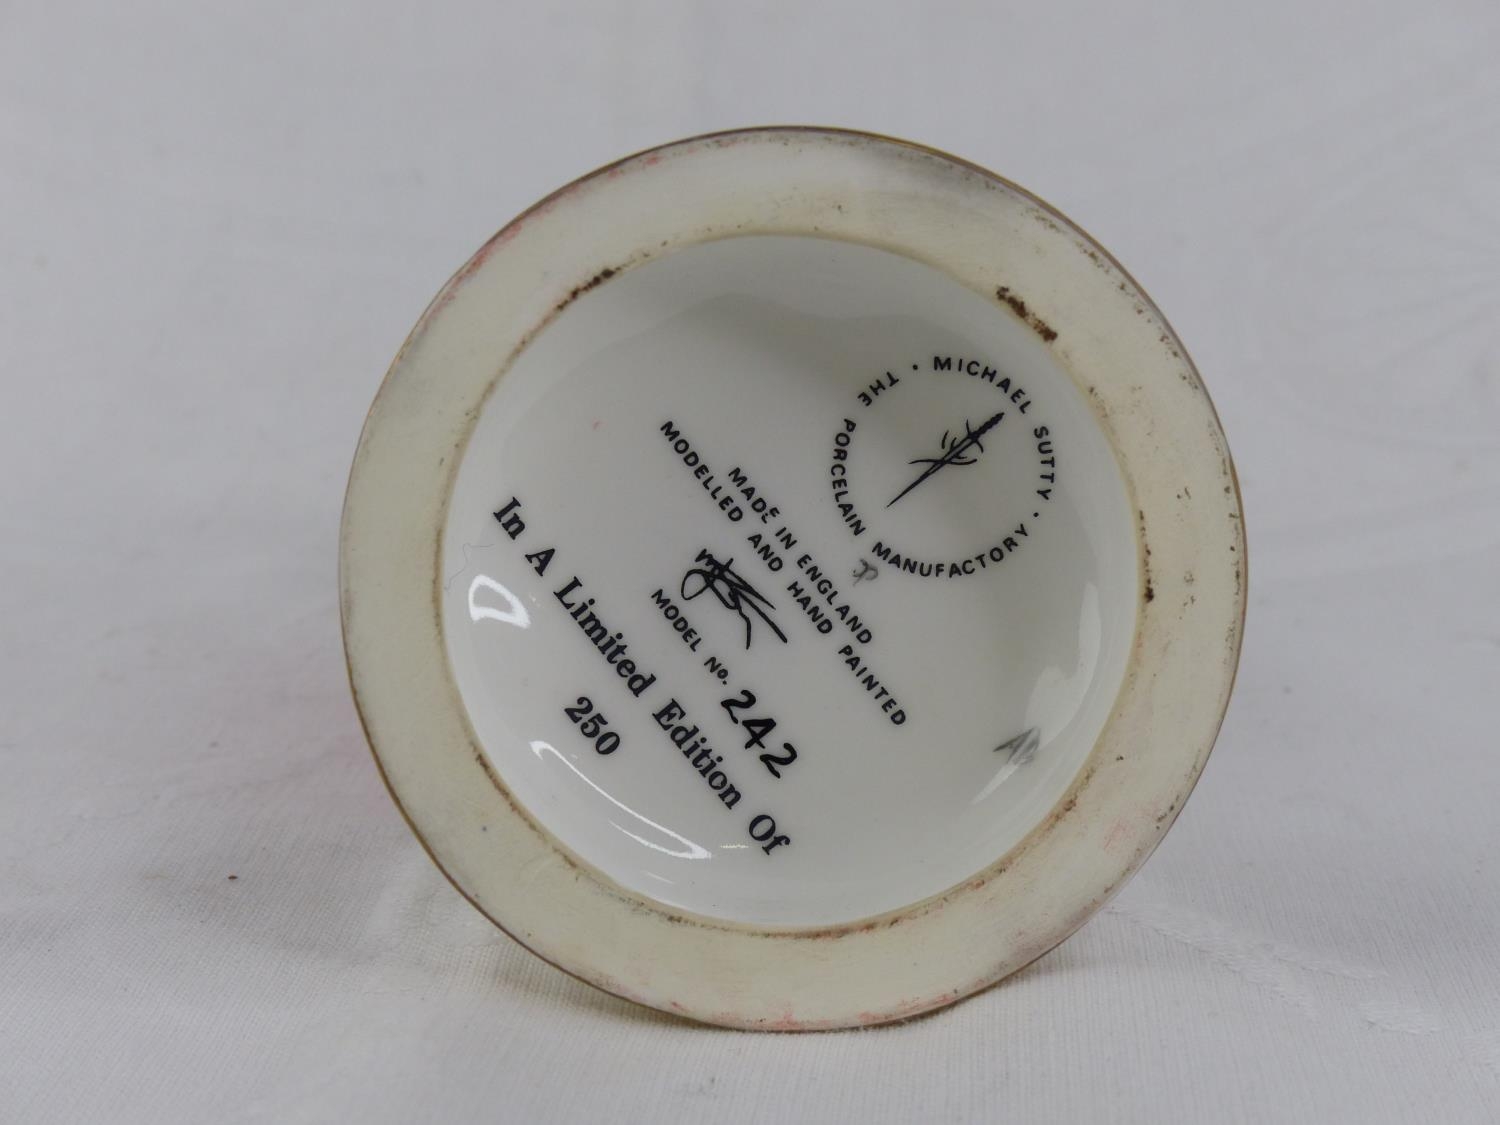 THE PORCELAIN MANUFACTORY · MICHAEL SUTTY ·
MADE IN ENGLAND
MODELLED AND HAND PAINTED
MODEL No. 242
In A Limited Edition Of
250